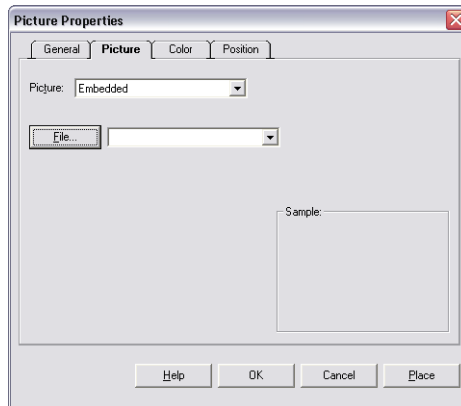 Picture Properties
General Picture Color Position
Picture: Embedded
File...
Sample:
Help OK Cancel Place